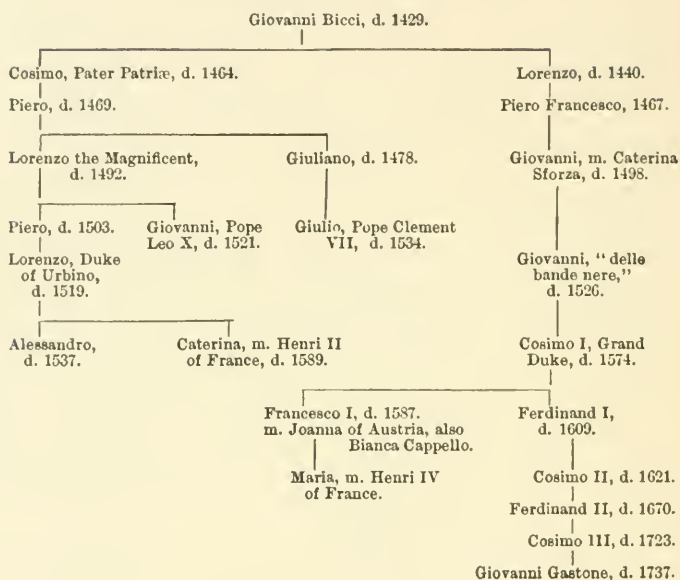 Giovanni Bicci, d. 1429.
Cosimo, Pater Patriæ, d. 1464.
Lorenzo, d. 1440.
Piero, d. 1469.
Piero Francesco, 1467.
Lorenzo the Magnificent,
d. 1492.
Giuliano, d. 1478.
Giovanni, m. Caterina
Sforza, d. 1498.
Piero, d. 1503.
Giovanni, Pope
Leo X, d. 1521.
Giulio, Pope Clement
VII, d. 1534.
Lorenzo, Duke
of Urbino,
d. 1519.
Giovanni, “ delle
bande nere,”
d. 1526.
Alessandro,
d. 1537.
Caterina, m. Henri II
of France, d. 1589.
Cosimo I, Grand
Duke, d. 1574.
Francesco I, d. 1587.
m. Joanna of Austria, also
Bianca Cappello.
Ferdinand I,
d. 1609.
Maria, m. Henri IV
of France.
Cosimo II, d. 1621.
Ferdinand II, d. 1670.
Cosimo III, d. 1723.
Giovanni Gastone, d. 1737.